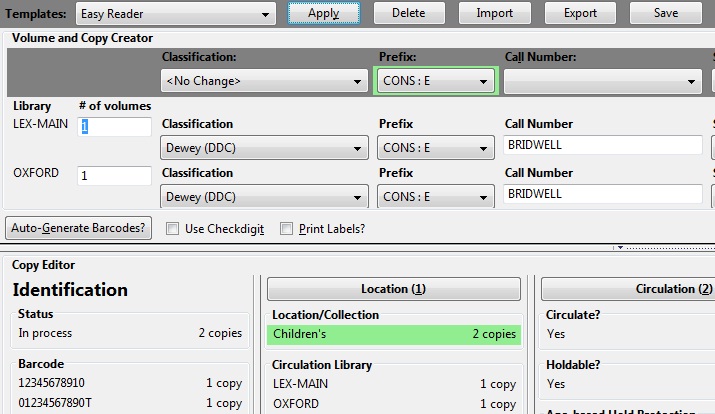 Templates: Easy Reader Apply Delete Import Export Save
Volume and Copy Creator
Classification: Prefix: Call Number:
<No Change> CONS : E
Library # of volumes
LEX-MAIN 1 Classification Prefix Call Number
Dewey (DDC) CONS : E BRIDWELL
OXFORD 1 Classification Prefix Call Number
Dewey (DDC) CONS : E BRIDWELL
Auto-Generate Barcodes? Use Checkdigit Print Labels?
Copy Editor
Identification Location (1) Circulation (2)
Status Location/Collection Circulate?
In process 2 copies Children's 2 copies Yes
Barcode Circulation Library Holdable?
12345678910 1 copy LEX-MAIN 1 copy Yes
01234567890T 1 copy OXFORD 1 copy